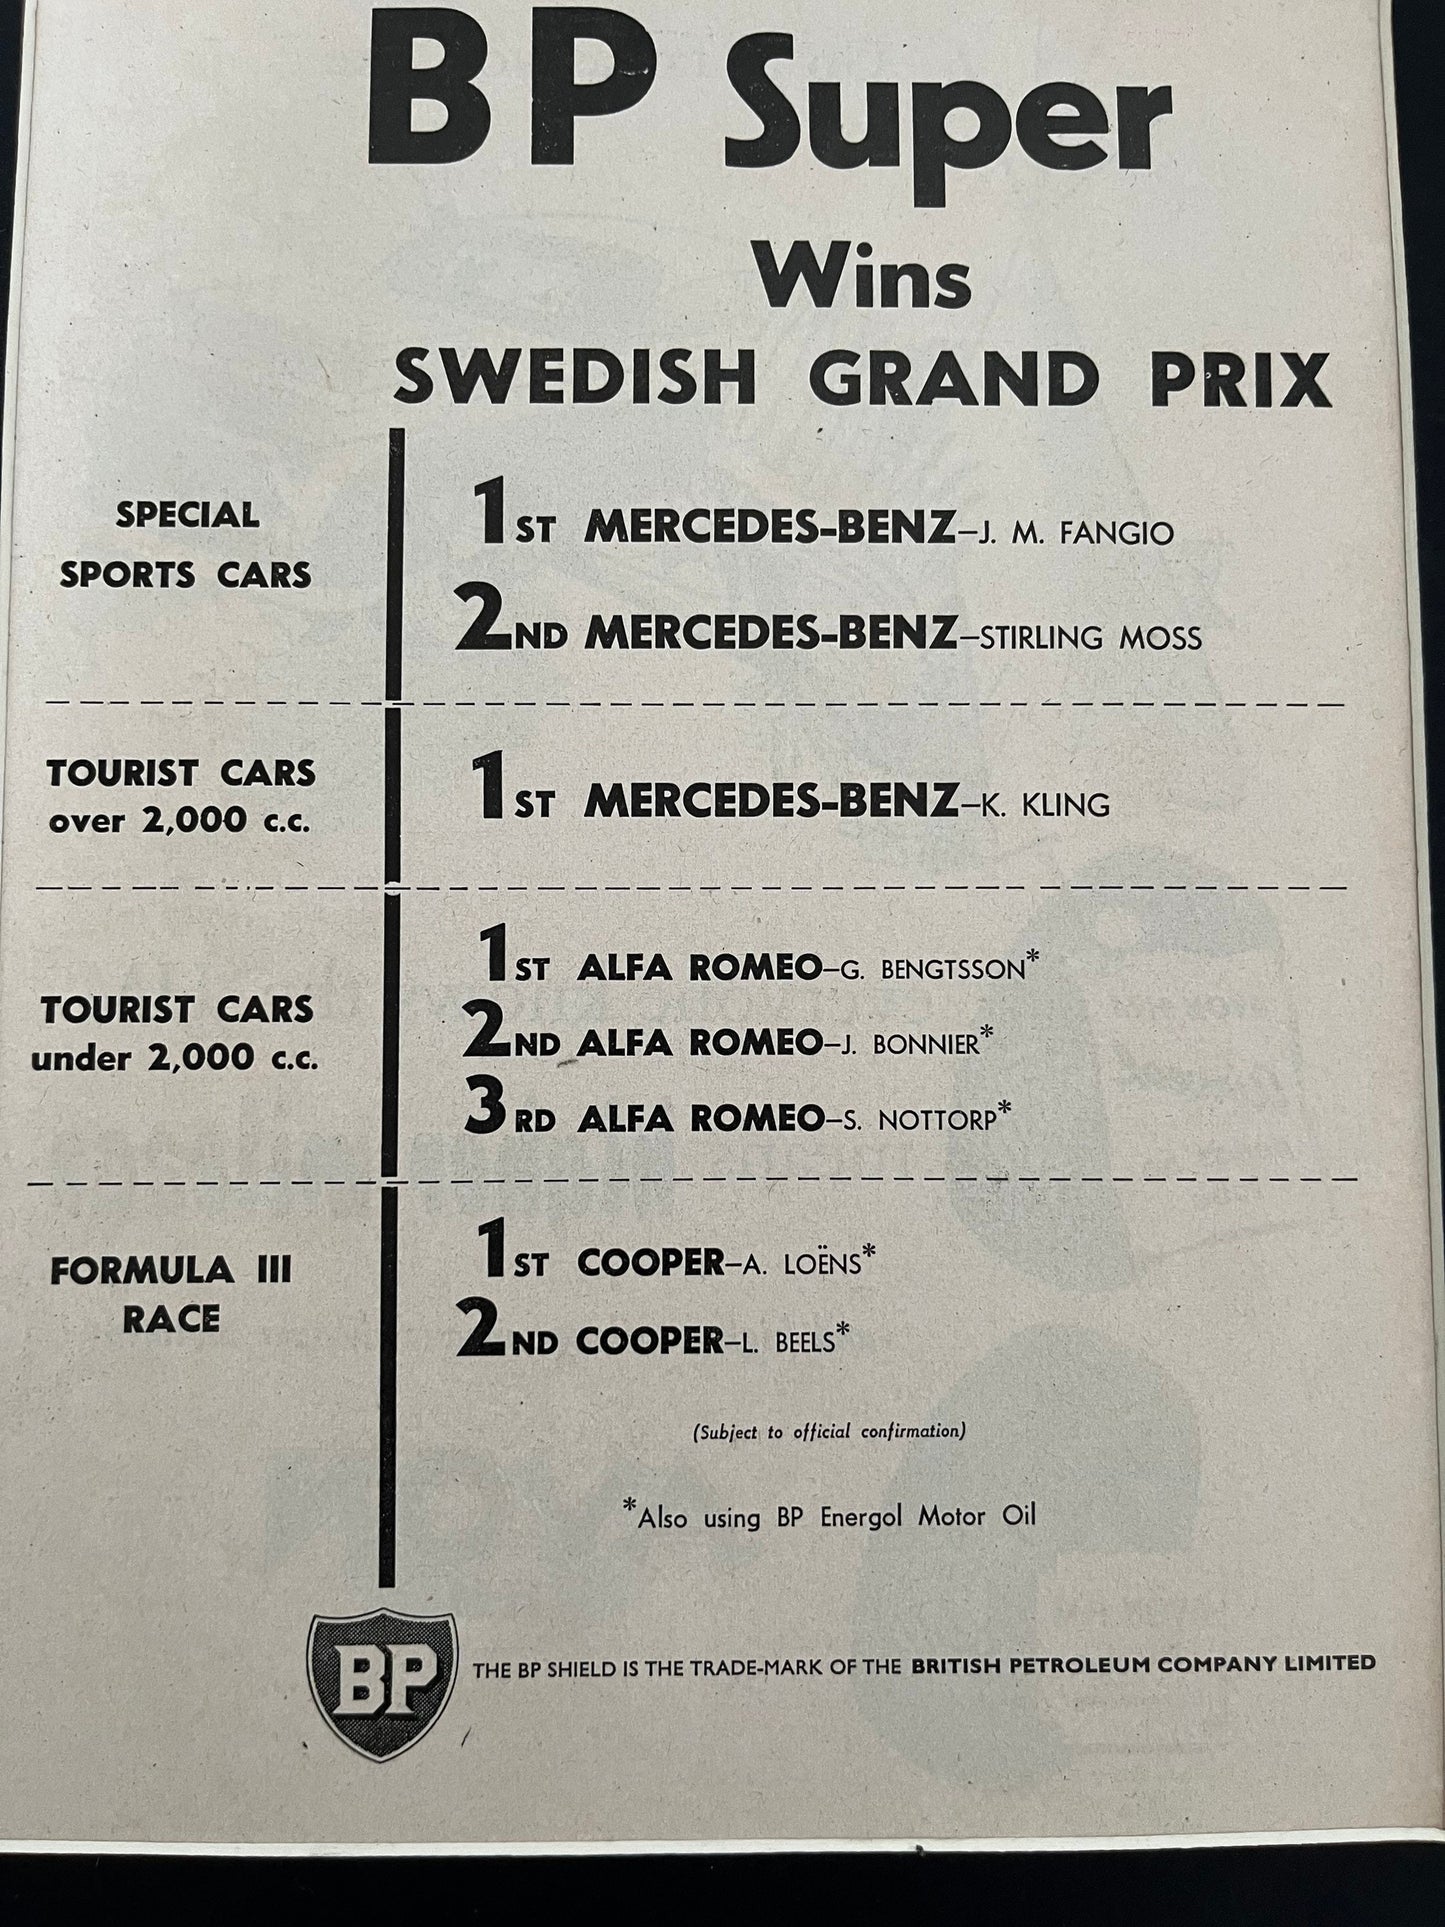 BP Super
Wins
SWEDISH GRAND PRIX
SPECIAL
SPORTS CARS
1ST MERCEDES-BENZ–J. M. FANGIO
2ND MERCEDES-BENZ–STIRLING MOSS
TOURIST CARS
over 2,000 c.c.
1ST MERCEDES-BENZ–K. KLING
TOURIST CARS
under 2,000 c.c.
1ST ALFA ROMEO–G. BENGTSSON*
2ND ALFA ROMEO–J. BONNIER*
3RD ALFA ROMEO–S. NOTTORP*
FORMULA III
RACE
1ST COOPER–A. LOËNS*
2ND COOPER–L. BEELS*
(Subject to official confirmation)
*Also using BP Energol Motor Oil
BP
THE BP SHIELD IS THE TRADE-MARK OF THE BRITISH PETROLEUM COMPANY LIMITED